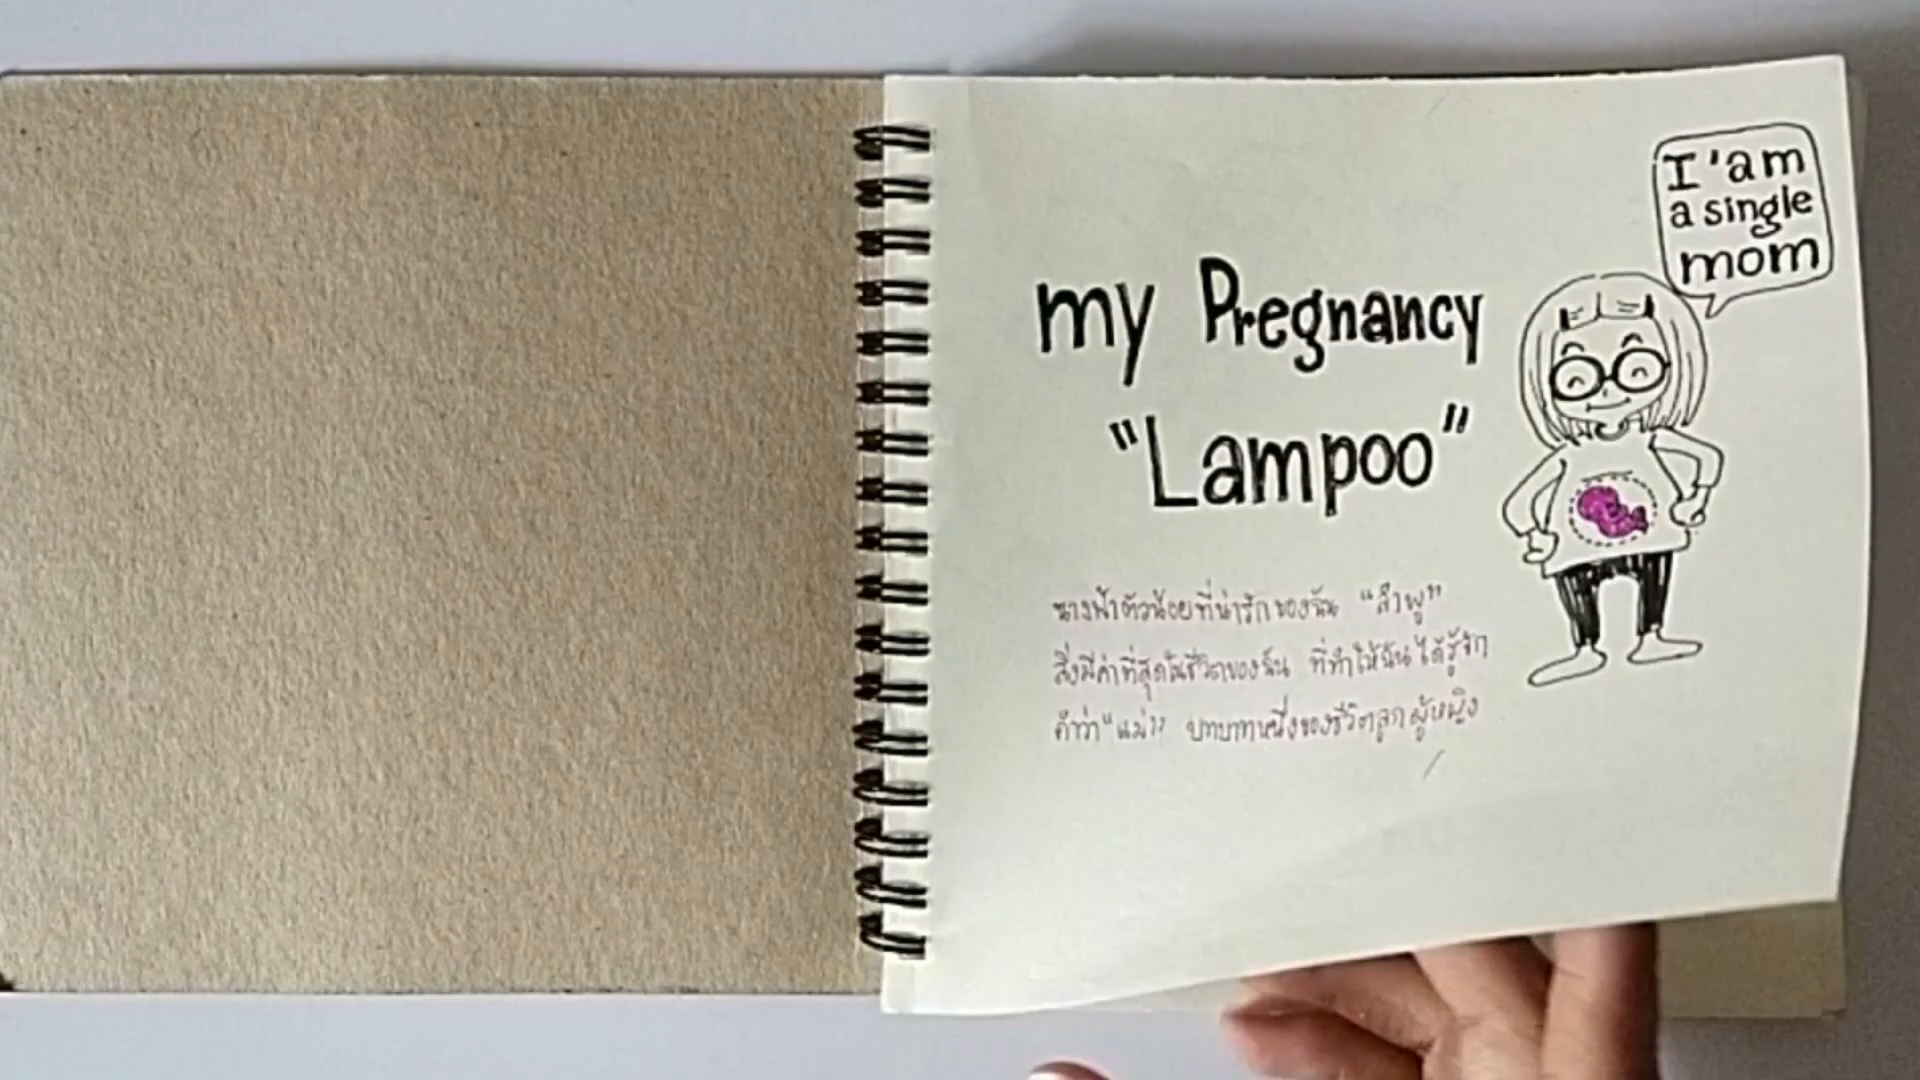 I'am
a single
mom
my Pregnancy
"Lampoo"
นางฟ้าตัวน้อยที่น่ารักของฉัน "ลำพู"
สิ่งมีค่าที่สุดในชีวิตของฉัน ที่ทำให้ฉันได้รู้จัก
คำว่า"แม่" บทบาทหนึ่งของชีวิตลูกผู้หญิง